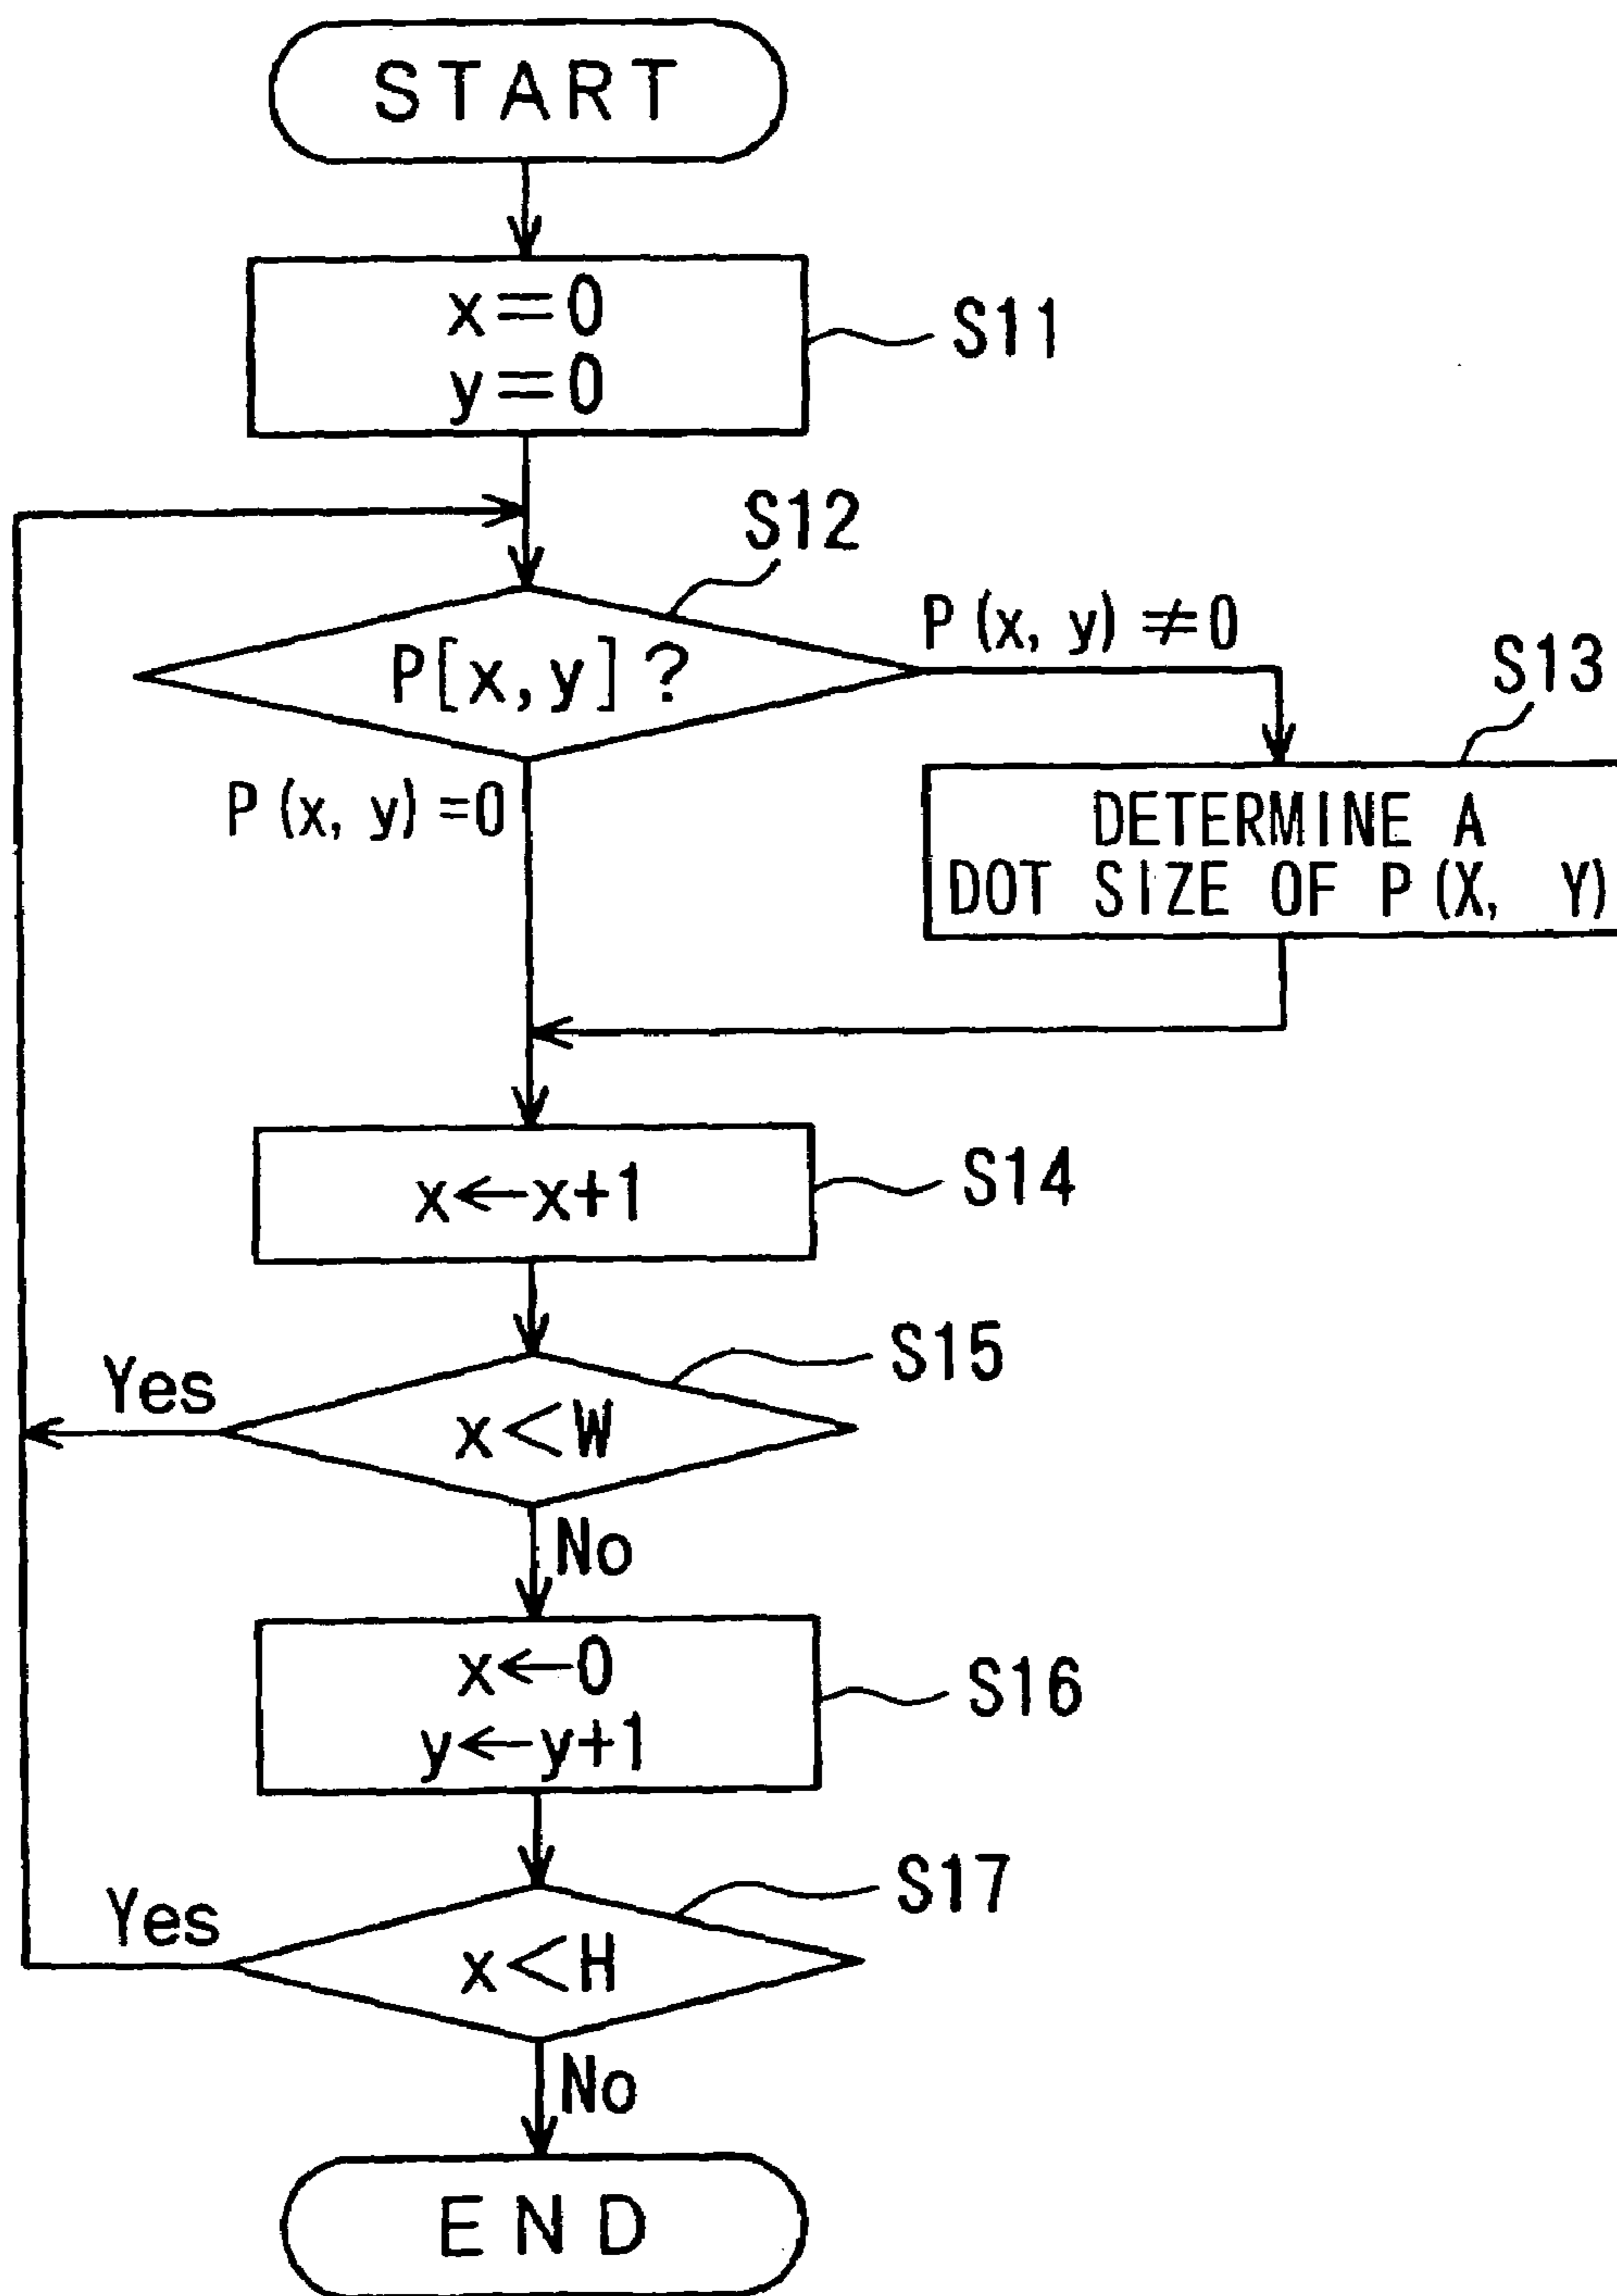 START
x=0
y=0
S11
S12
P[x,y]?
P(x, y)≠0
S13
P(x, y)=0
DETERMINE A
DOT SIZE OF P(X, Y)
x←x+1
S14
S15
Yes
x<W
No
x←0
y←y+1
S16
S17
Yes
x<H
No
END